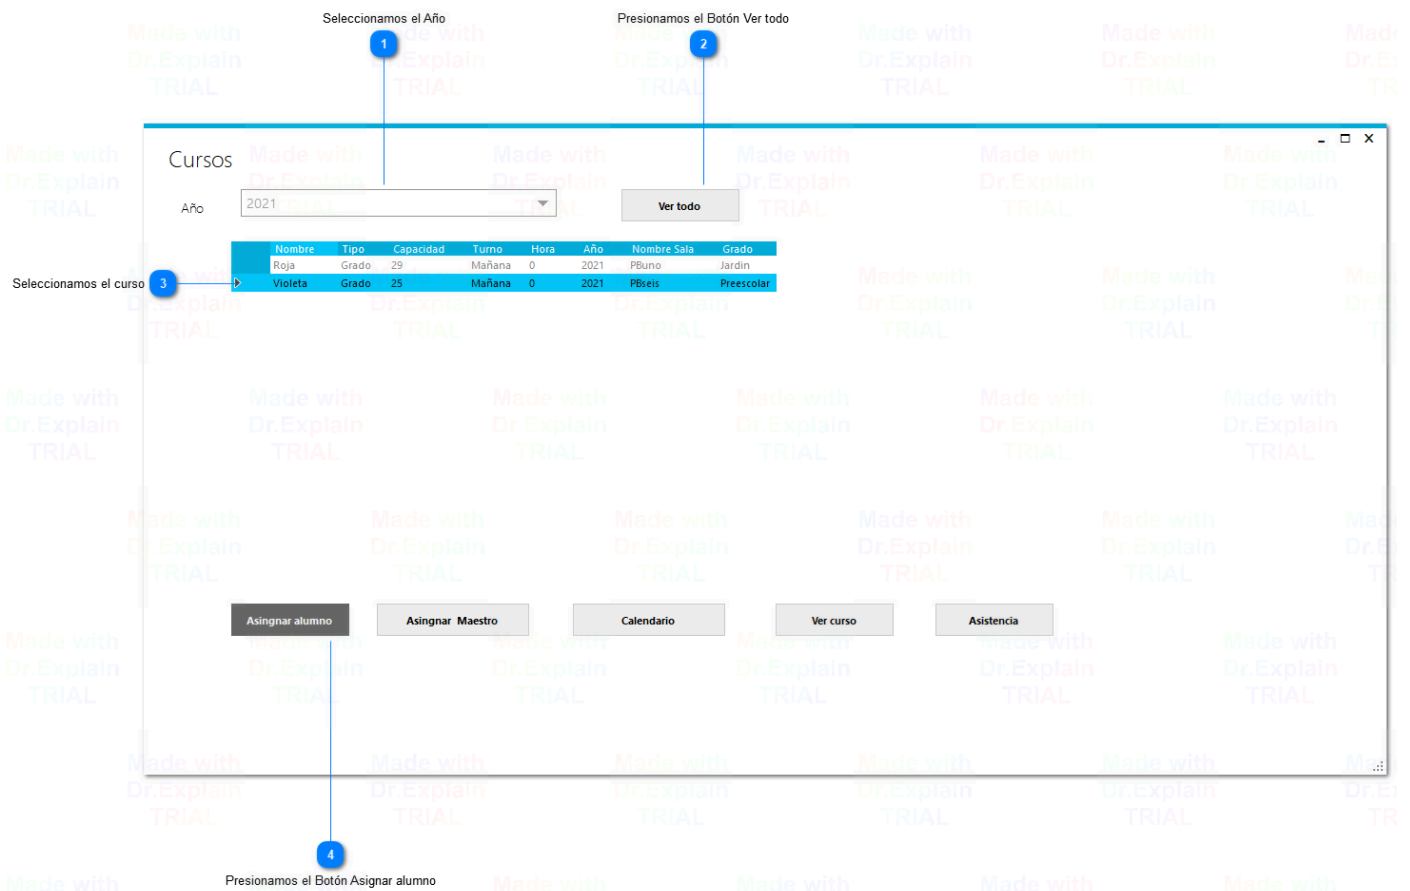 Seleccionamos el Año
Presionamos el Botón Ver todo
1
2
Cursos
Año
2021
Ver todo
Nombre Tipo Capacidad Turno Hora Año Nombre Sala Grado
Roja Grado 29 Mañana 0 2021 PBuno Jardin
Seleccionamos el curso 3
Violeta Grado 25 Mañana 0 2021 PBseis Preescolar
Asingnar alumno
Asingnar Maestro
Calendario
Ver curso
Asistencia
4
Presionamos el Botón Asignar alumno
Made with
Dr.Explain
TRIAL